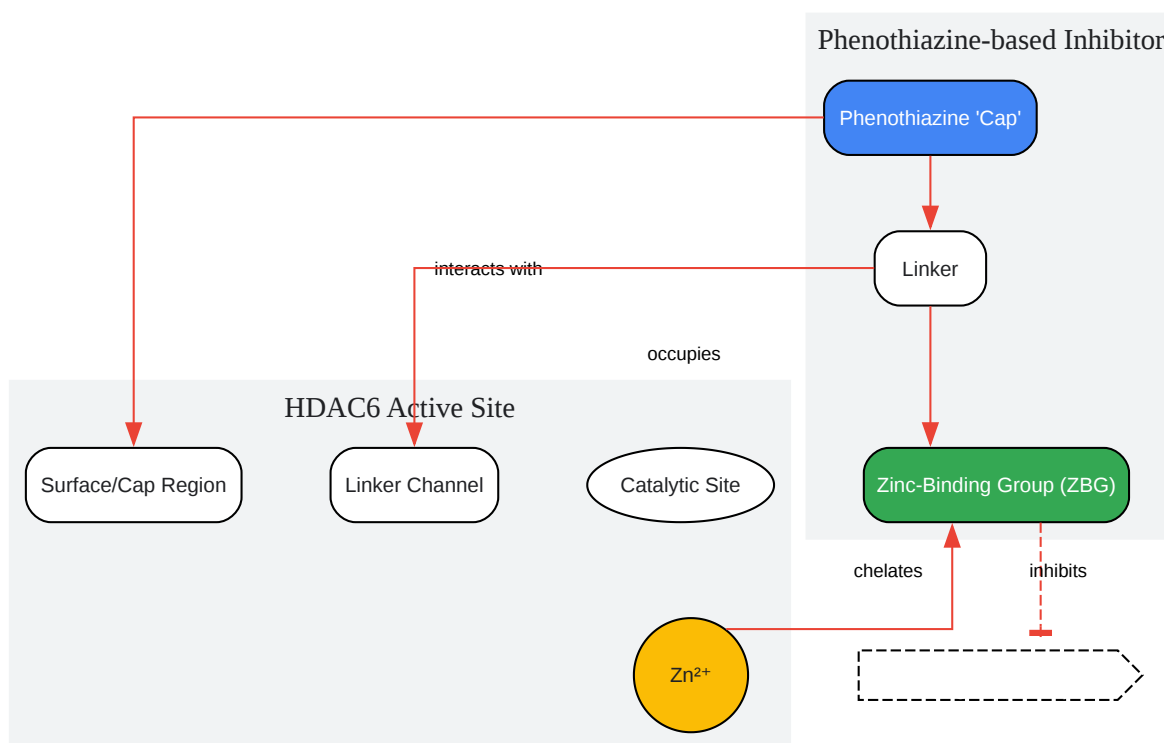 Phenothiazine-based Inhibitor
Phenothiazine 'Cap'
Linker
interacts with
occupies
HDAC6 Active Site
Surface/Cap Region
Linker Channel
Catalytic Site
Zinc-Binding Group (ZBG)
chelates
inhibits
Zn²⁺